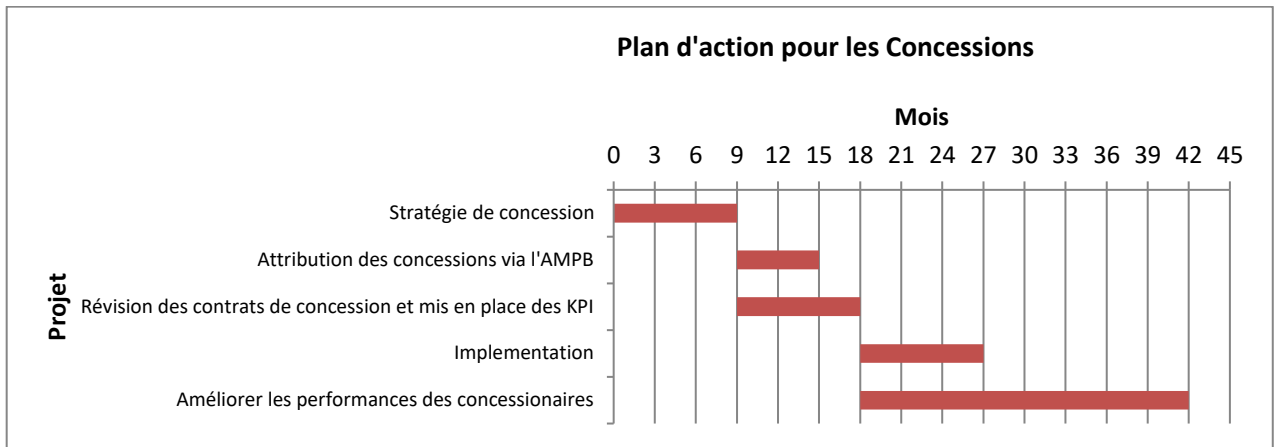 Plan d'action pour les Concessions
Mois
0 3 6 9 12 15 18 21 24 27 30 33 36 39 42 45
Projet
Stratégie de concession
Attribution des concessions via l'AMPB
Révision des contrats de concession et mis en place des KPI
Implementation
Améliorer les performances des concessionaires